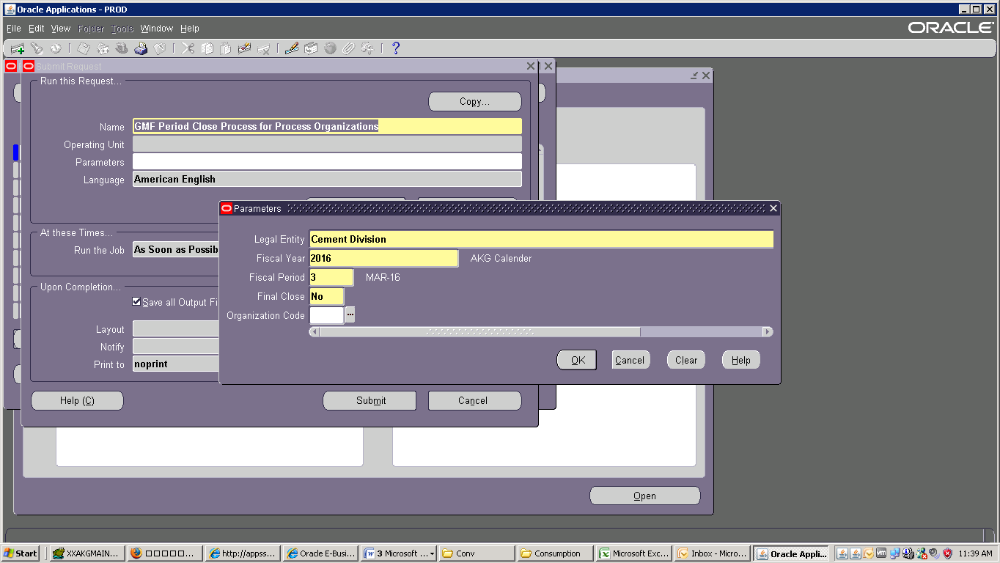 Oracle Applications - PROD
File Edit View Folder Tools Window Help
ORACLE
Submit Request
Run this Request...
Copy...
Name GMF Period Close Process for Process Organizations
Operating Unit
Parameters
Language American English
Parameters
Legal Entity Cement Division
Fiscal Year 2016 AKG Calender
Fiscal Period 3 MAR-16
Final Close No
Organization Code ...
OK Cancel Clear Help
At these Times...
Run the Job As Soon as Possib
Upon Completion...
Save all Output Fi
Layout
Notify
Print to noprint
Help (C) Submit Cancel
Open
Start XXAKGMAIN... http://appss... Oracle E-Busi... 3 Microsoft ... Conv Consumption Microsoft Exc... Inbox - Micro... Oracle Appli... 11:39 AM